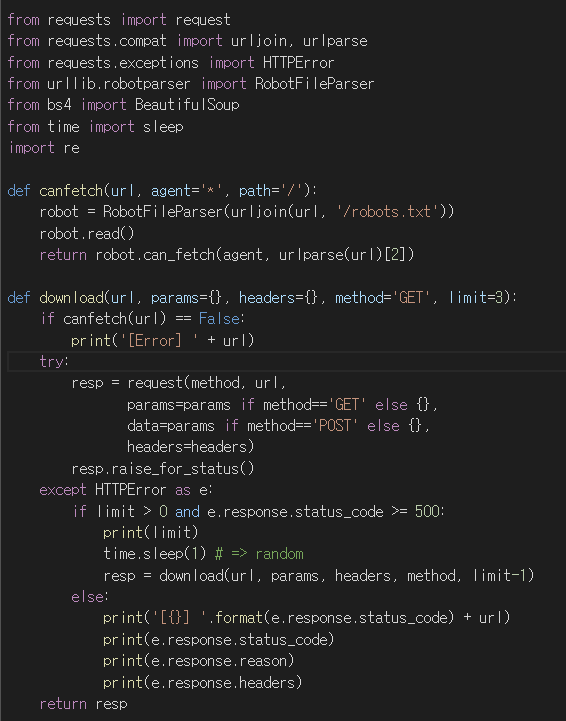 from requests import request
from requests.compat import urljoin, urlparse
from requests.exceptions import HTTPError
from urllib.robotparser import RobotFileParser
from bs4 import BeautifulSoup
from time import sleep
import re

def canfetch(url, agent='*', path='/'):
    robot = RobotFileParser(urljoin(url, '/robots.txt'))
    robot.read()
    return robot.can_fetch(agent, urlparse(url)[2])

def download(url, params={}, headers={}, method='GET', limit=3):
    if canfetch(url) == False:
        print('[Error] ' + url)
    try:
        resp = request(method, url,
               params=params if method=='GET' else {},
               data=params if method=='POST' else {},
               headers=headers)
        resp.raise_for_status()
    except HTTPError as e:
        if limit > 0 and e.response.status_code >= 500:
            print(limit)
            time.sleep(1) # => random
            resp = download(url, params, headers, method, limit-1)
        else:
            print('[{}] '.format(e.response.status_code) + url)
            print(e.response.status_code)
            print(e.response.reason)
            print(e.response.headers)
    return resp